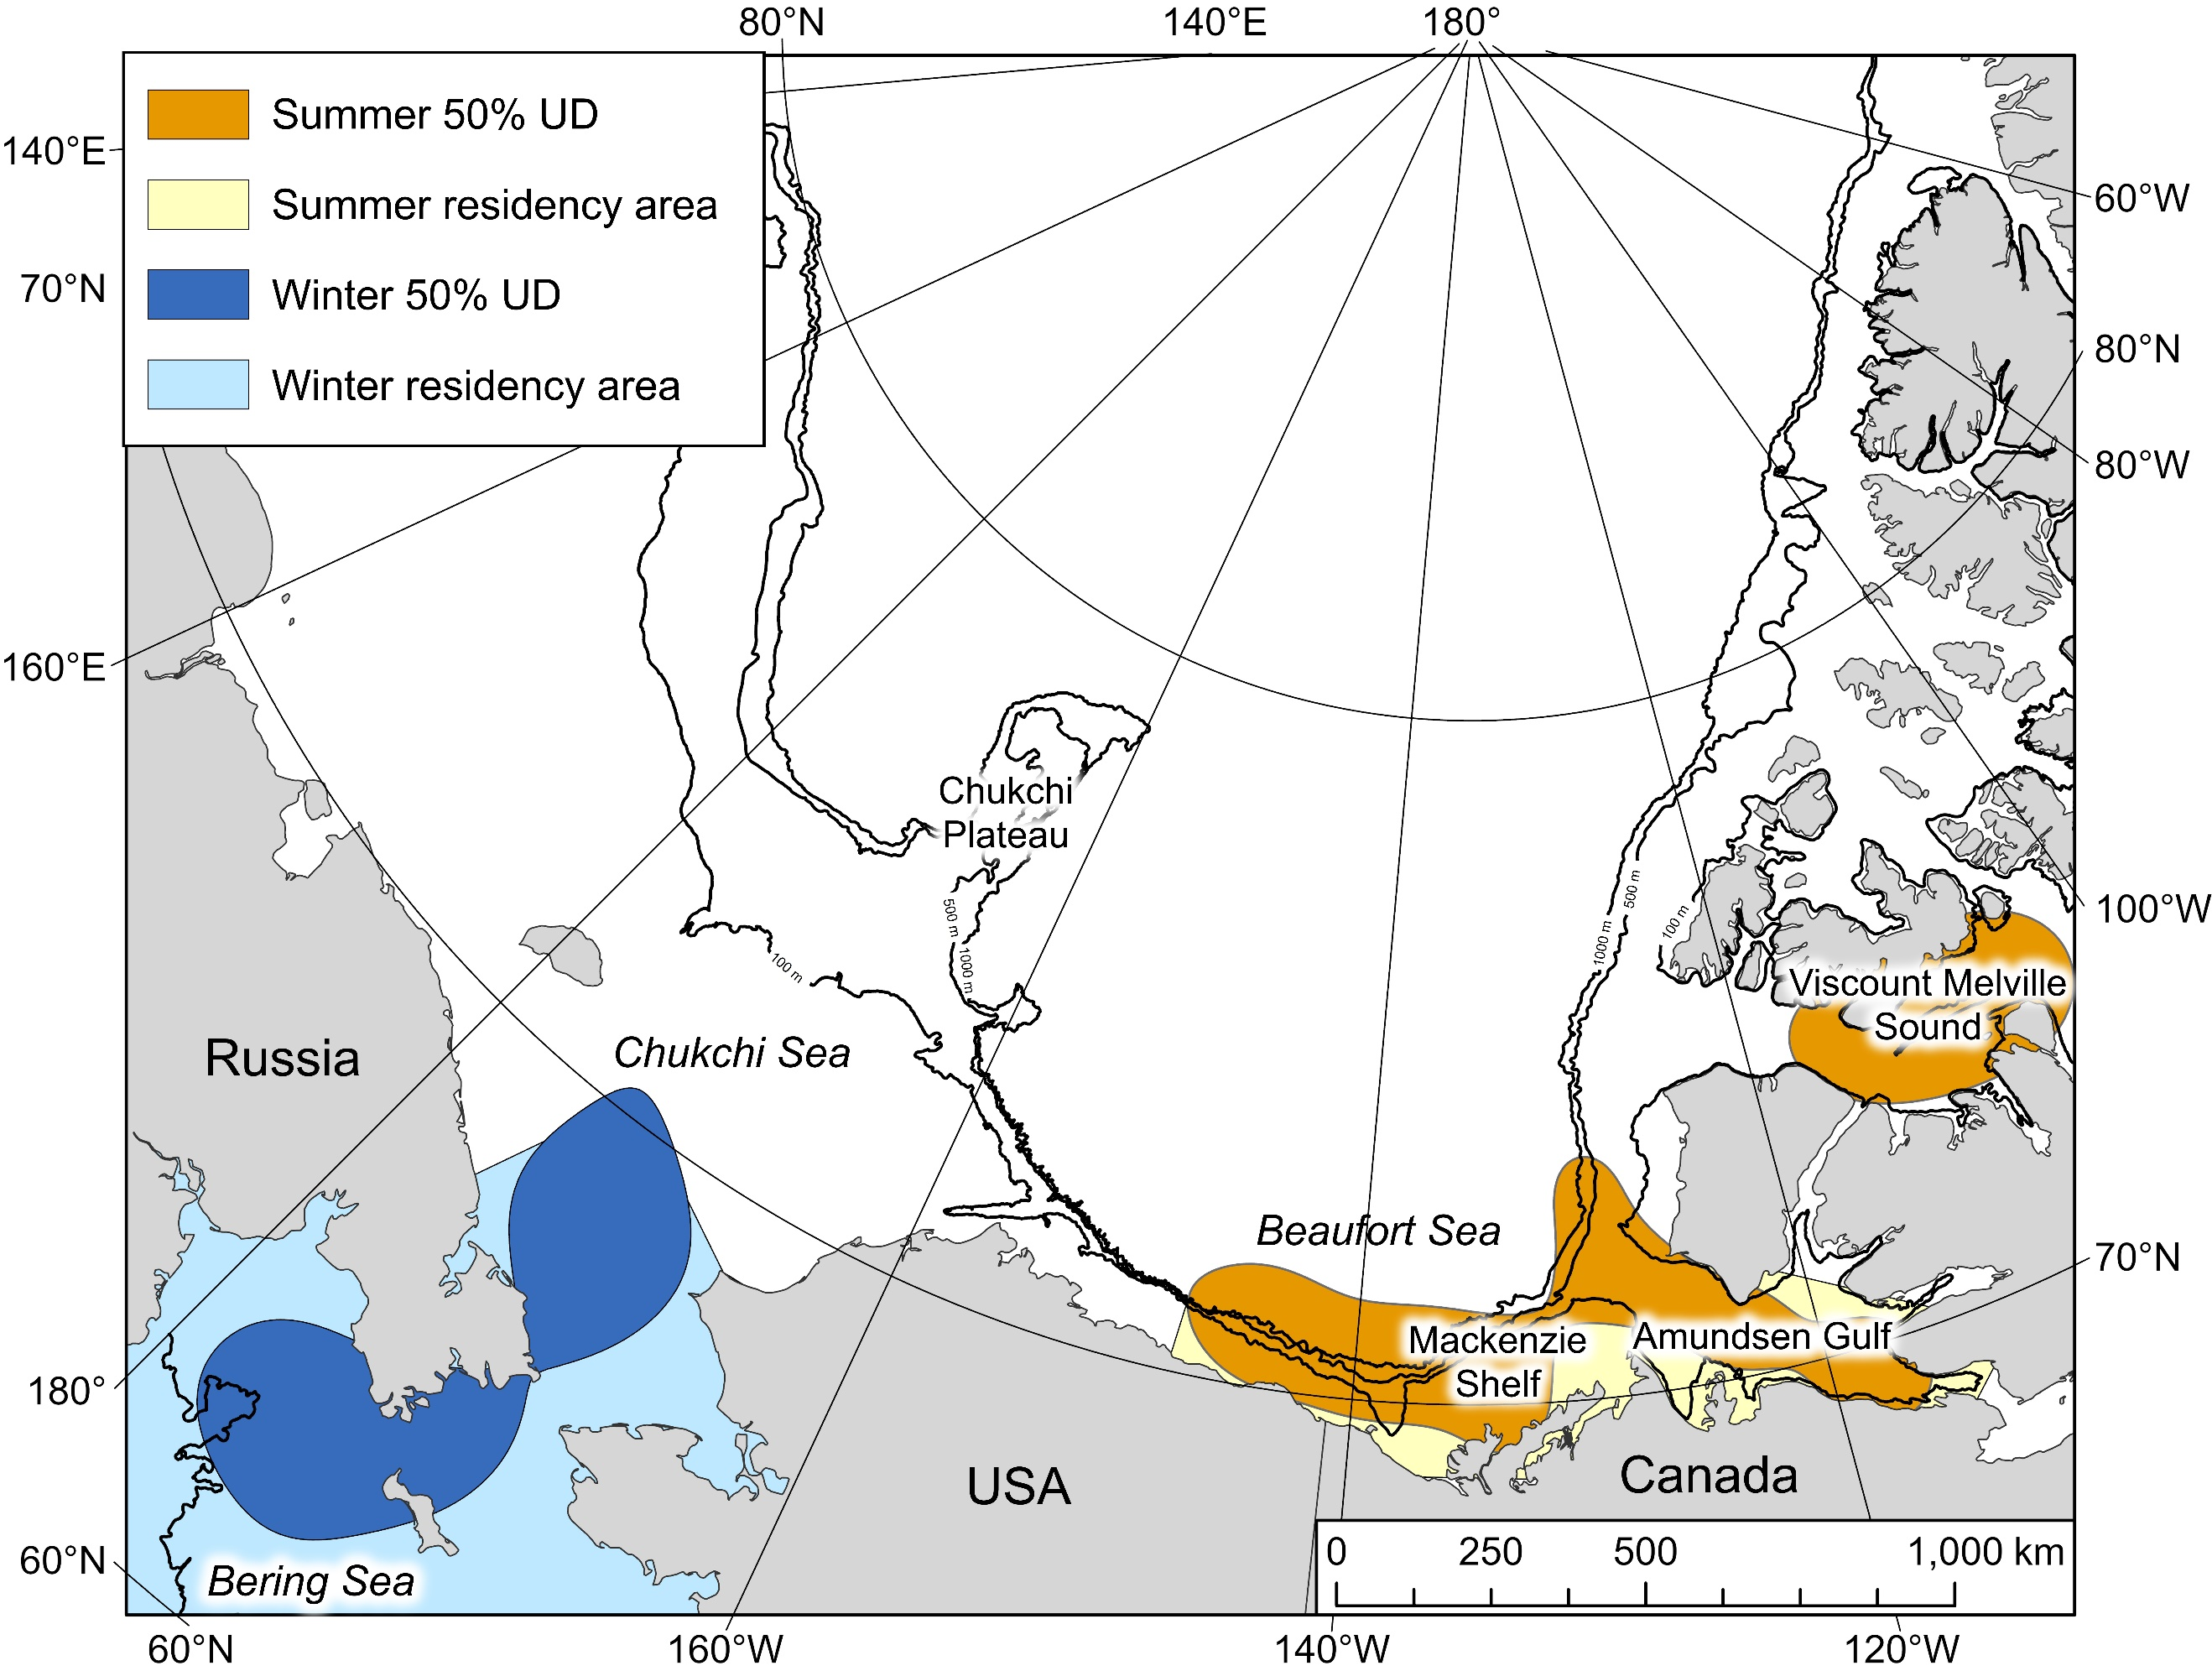 80°N 140°E 180°
Summer 50% UD
Summer residency area
Winter 50% UD
Winter residency area
140°E
70°N
160°E
180°
60°N
60°W
80°N
80°W
100°W
70°N
Chukchi
Plateau
500 m
1000 m
100 m
500 m
1000 m
100 m
Viscount Melville
Sound
Russia
Chukchi Sea
Beaufort Sea
Mackenzie
Shelf
Amundsen Gulf
USA
Canada
Bering Sea
0 250 500 1,000 km
60°N 160°W 140°W 120°W